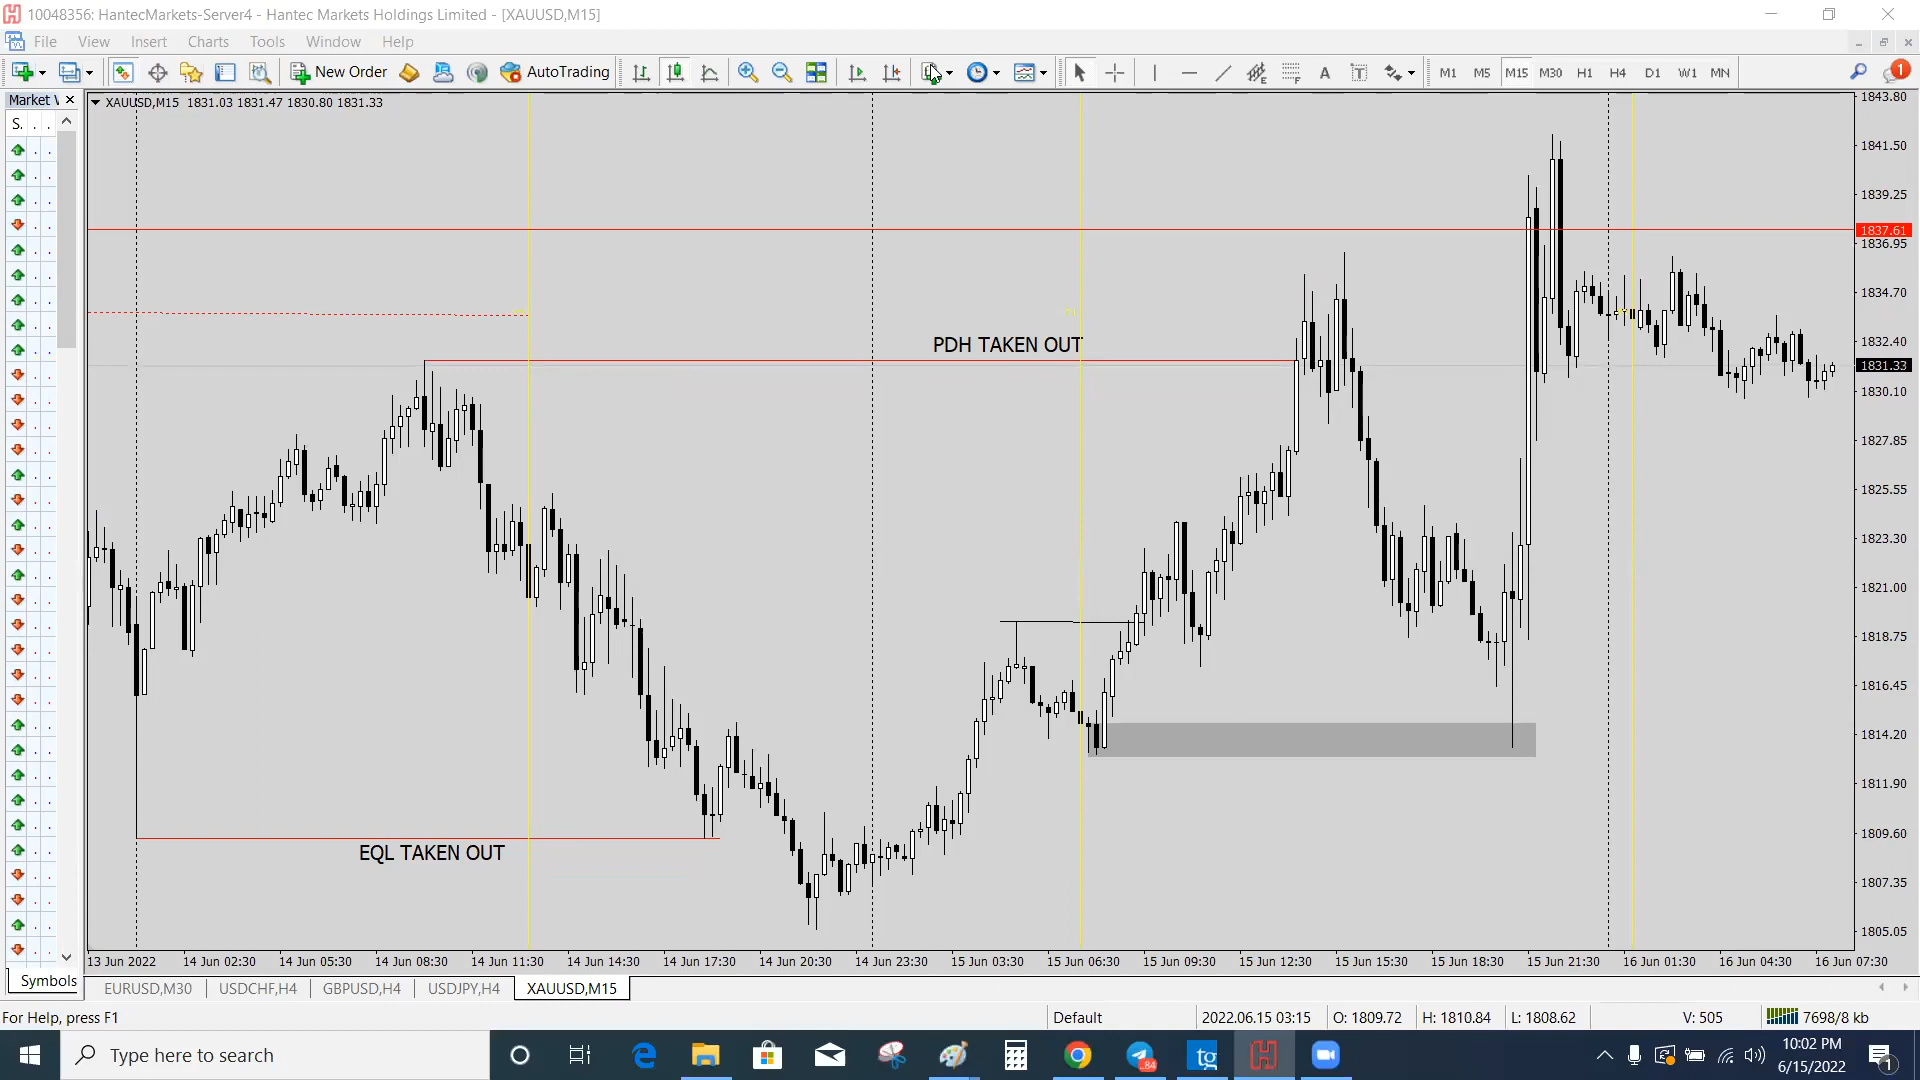 10048356: HantecMarkets-Server4 - Hantec Markets Holdings Limited - [XAUUSD,M15]
File View Insert Charts Tools Window Help
New Order AutoTrading M1 M5 M15 M30 H1 H4 D1 W1 MN 1
Market
XAUUSD,M15 1831.03 1831.47 1830.80 1831.33
S.
1843.80
1841.50
1839.25
1837.61
1836.95
1834.70
PDH TAKEN OUT
1832.40
1831.33
1830.10
1827.85
1825.55
1823.30
1821.00
1818.75
1816.45
1814.20
1811.90
1809.60
EQL TAKEN OUT
1807.35
1805.05
13 Jun 2022 14 Jun 02:30 14 Jun 05:30 14 Jun 08:30 14 Jun 11:30 14 Jun 14:30 14 Jun 17:30 14 Jun 20:30 14 Jun 23:30 15 Jun 03:30 15 Jun 06:30 15 Jun 09:30 15 Jun 12:30 15 Jun 15:30 15 Jun 18:30 15 Jun 21:30 16 Jun 01:30 16 Jun 04:30 16 Jun 07:30
Symbols EURUSD,M30 USDCHF,H4 GBPUSD,H4 USDJPY,H4 XAUUSD,M15
For Help, press F1 Default 2022.06.15 03:15 O: 1809.72 H: 1810.84 L: 1808.62 V: 505 7698/8 kb
Type here to search 84 tg
10:02 PM
6/15/2022
1